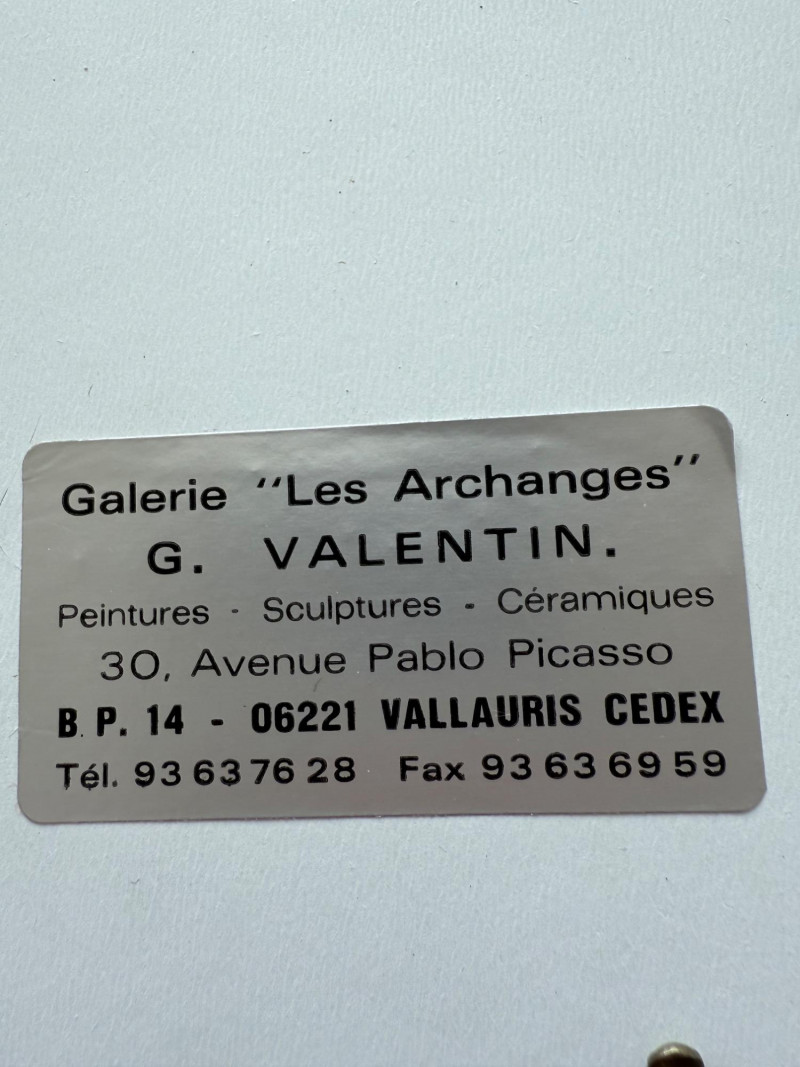 Galerie "Les Archanges"
G. VALENTIN.
Peintures - Sculptures - Céramiques
30, Avenue Pablo Picasso
B. P. 14 - 06221 VALLAURIS CEDEX
Tél. 93 63 76 28 Fax 93 63 69 59